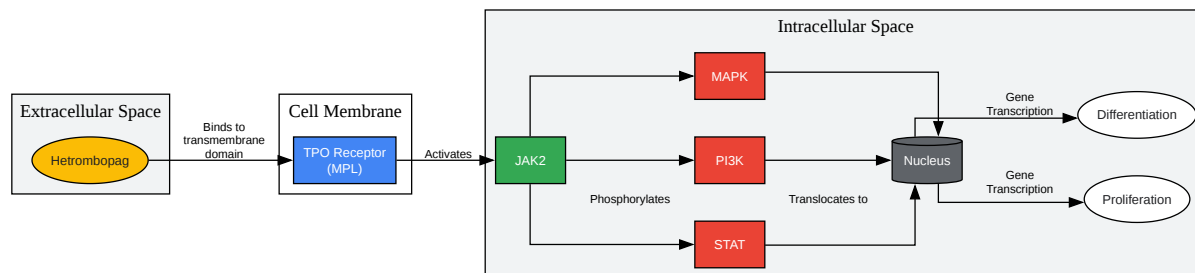 Intracellular Space
Extracellular Space
Cell Membrane
Hetrombopag
Binds to
transmembrane
domain
TPO Receptor
(MPL)
Activates
JAK2
Phosphorylates
MAPK
PI3K
STAT
Translocates to
Nucleus
Gene
Transcription
Differentiation
Gene
Transcription
Proliferation